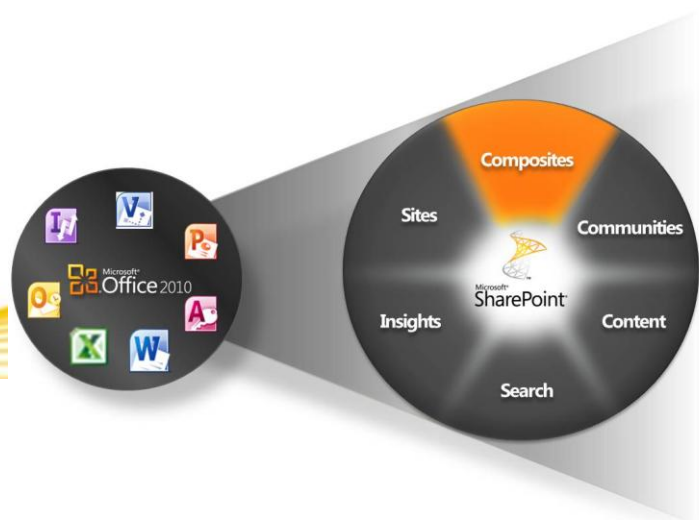 Microsoft®
Office 2010
I
V
P
A
W
X
O
Composites
Communities
Content
Search
Insights
Sites
Microsoft®
SharePoint